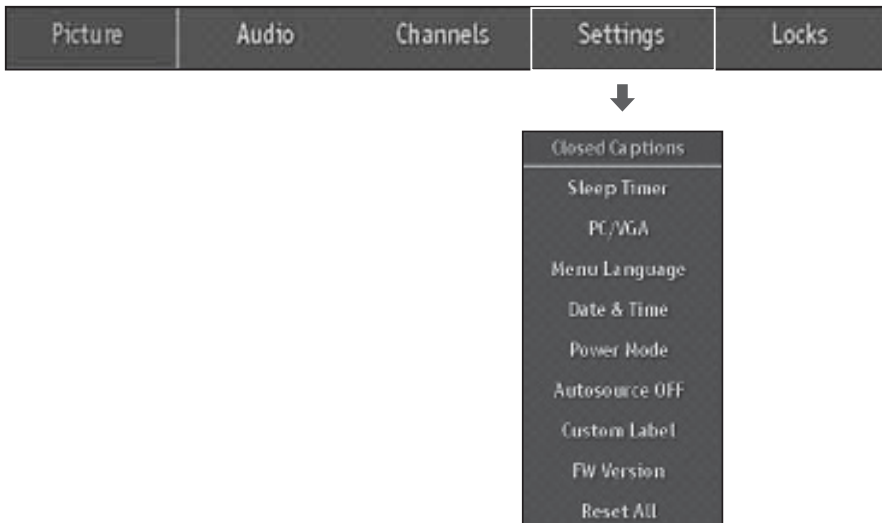 Picture Audio Channels Settings Locks
Closed Captions
Sleep Timer
PC/VGA
Menu Language
Date & Time
Power Mode
Autosource OFF
Custom Label
FW Version
Reset All